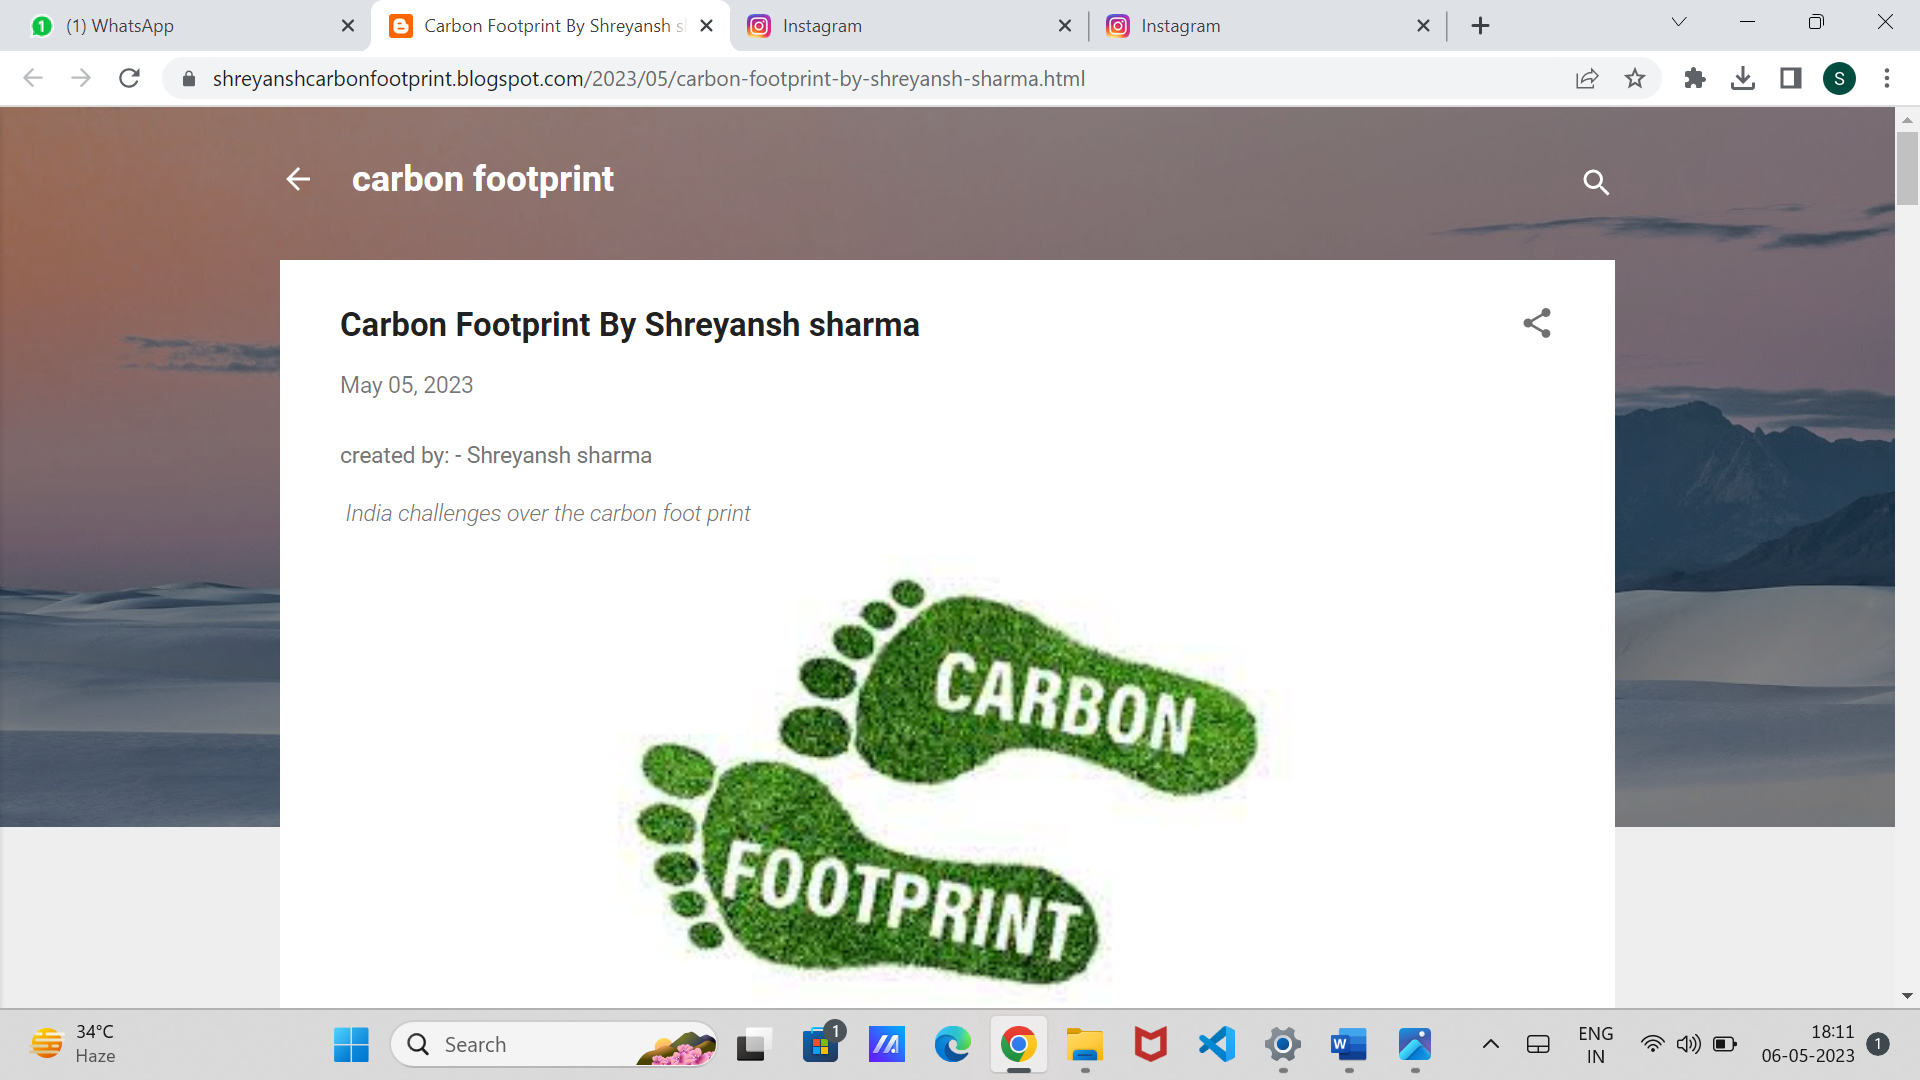 (1) WhatsApp
Carbon Footprint By Shreyansh s
Instagram
Instagram
shreyanshcarbonfootprint.blogspot.com/2023/05/carbon-footprint-by-shreyansh-sharma.html
S
carbon footprint
Carbon Footprint By Shreyansh sharma
May 05, 2023
created by: - Shreyansh sharma
India challenges over the carbon foot print
CARBON
FOOTPRINT
34°C
Haze
Search
1
W
ENG
IN
18:11
06-05-2023
1